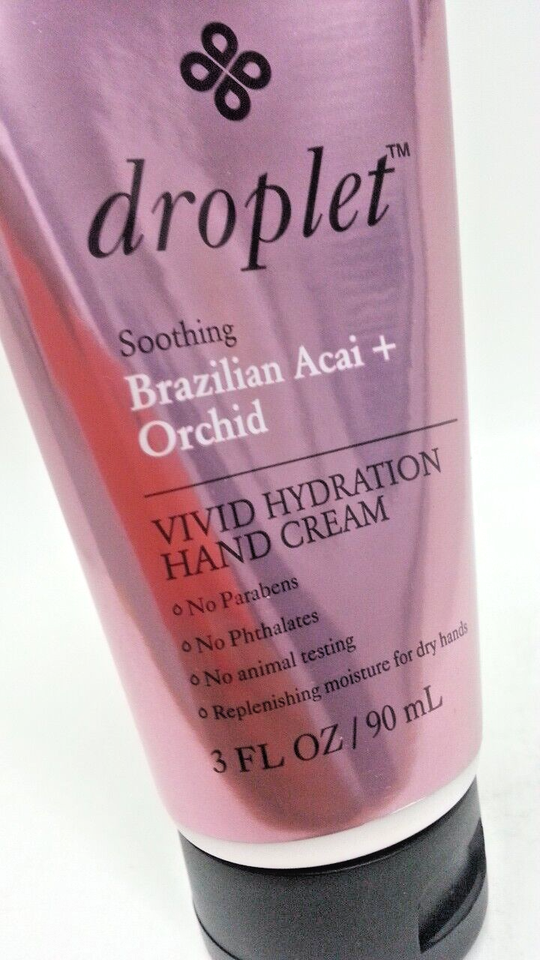 droplet™
Soothing
Brazilian Acai +
Orchid
VIVID HYDRATION
HAND CREAM
No Parabens
No Phthalates
No animal testing
Replenishing moisture for dry hands
3 FL OZ / 90 mL